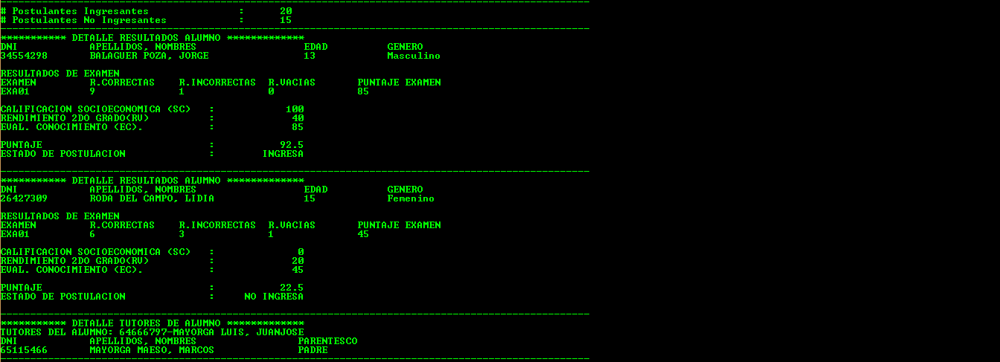 # Postulantes Ingresantes : 20
# Postulantes No Ingresantes : 15
*********** DETALLE RESULTADOS ALUMNO *************
DNI APELLIDOS, NOMBRES EDAD GENERO
34554298 BALAGUER POZA, JORGE 13 Masculino
RESULTADOS DE EXAMEN
EXAMEN R.CORRECTAS R.INCORRECTAS R.VACIAS PUNTAJE EXAMEN
EXA01 9 1 0 85
CALIFICACION SOCIOECONOMICA (SC) : 100
RENDIMIENTO 2DO GRADO(RV) : 40
EVAL. CONOCIMIENTO (EC). : 85
PUNTAJE : 92.5
ESTADO DE POSTULACION : INGRESA
*********** DETALLE RESULTADOS ALUMNO *************
DNI APELLIDOS, NOMBRES EDAD GENERO
26427309 RODA DEL CAMPO, LIDIA 15 Femenino
RESULTADOS DE EXAMEN
EXAMEN R.CORRECTAS R.INCORRECTAS R.VACIAS PUNTAJE EXAMEN
EXA01 6 3 1 45
CALIFICACION SOCIOECONOMICA (SC) : 0
RENDIMIENTO 2DO GRADO(RV) : 20
EVAL. CONOCIMIENTO (EC). : 45
PUNTAJE : 22.5
ESTADO DE POSTULACION : NO INGRESA
*********** DETALLE TUTORES DE ALUMNO *************
TUTORES DEL ALUMNO: 64666797-MAYORGA LUIS, JUANJOSE
DNI APELLIDOS, NOMBRES PARENTESCO
65115466 MAYORGA MAESO, MARCOS PADRE